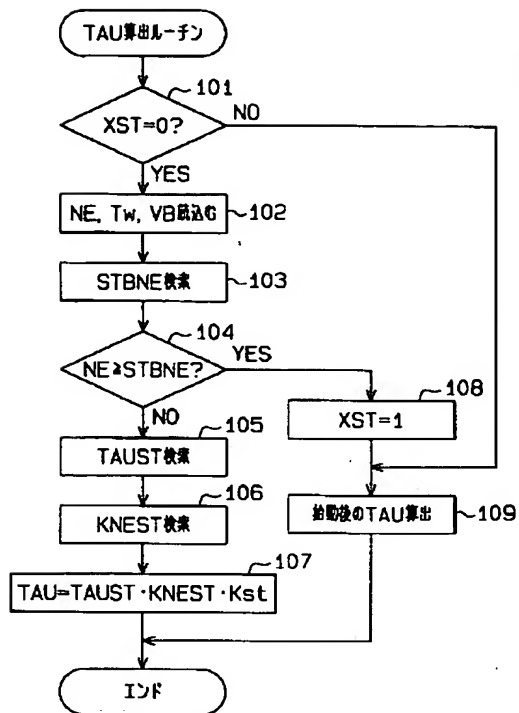 TAU算出ルーチン
101
XST=0?
NO
YES
NE, Tw, VB読込む
102
STBNE検索
103
104
NE≧STBNE?
YES
NO
108
XST=1
105
TAUST検索
106
KNEST検索
始動後のTAU算出
109
107
TAU=TAUST·KNEST·Kst
エンド